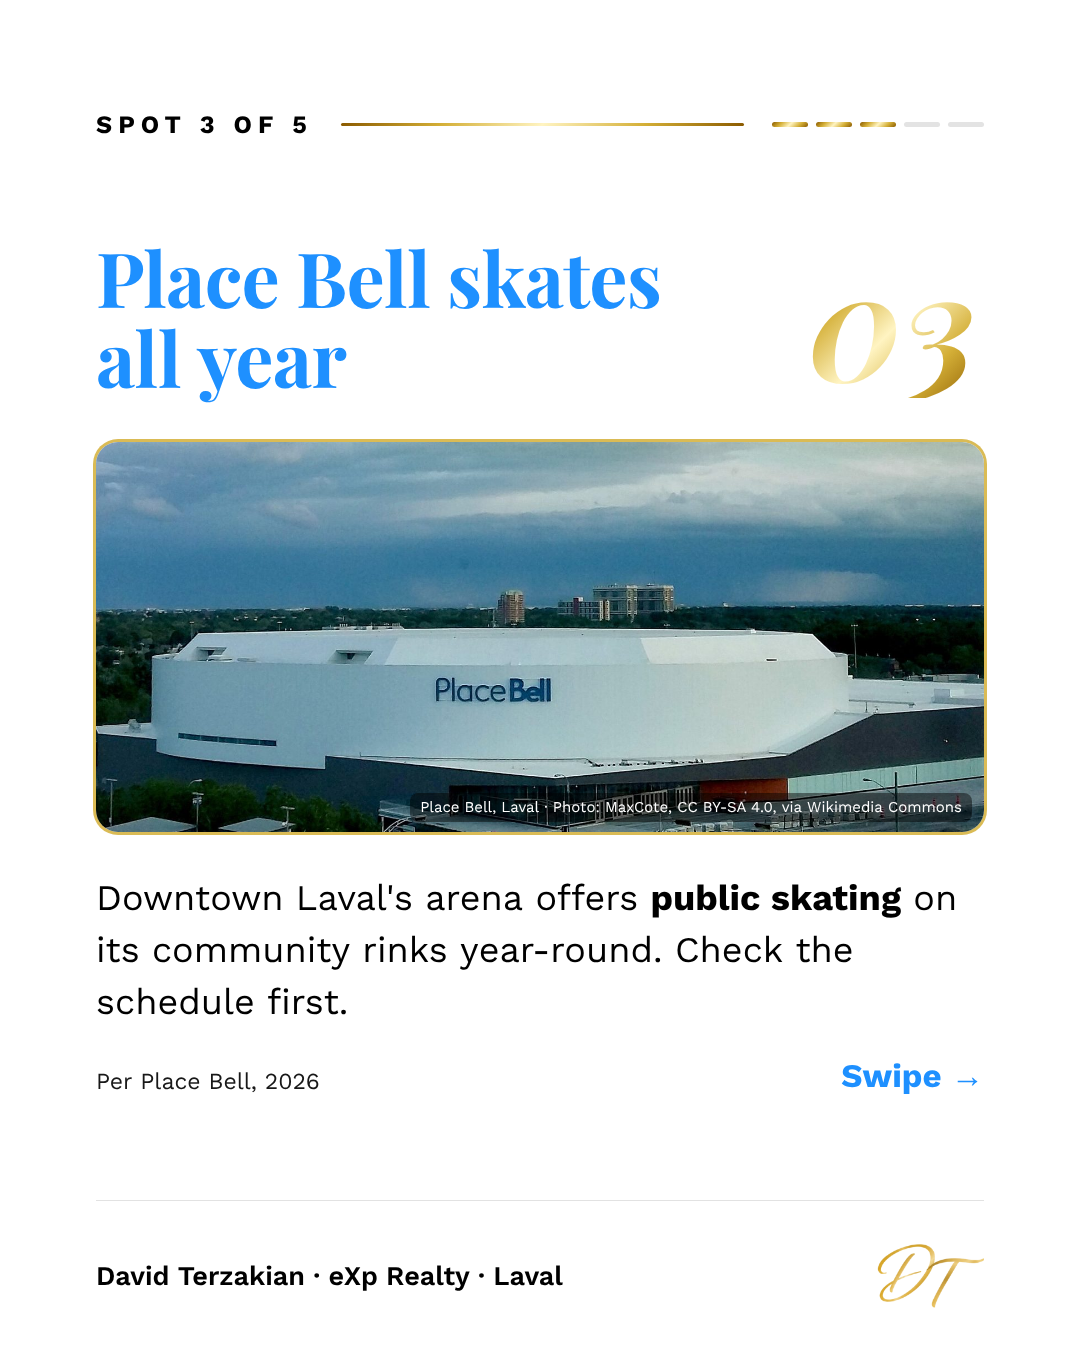 SPOT 3 OF 5
Place Bell skates
all year
03
Place Bell
Place Bell, Laval · Photo: MaxCote, CC BY-SA 4.0, via Wikimedia Commons
Downtown Laval's arena offers public skating on
its community rinks year-round. Check the
schedule first.
Per Place Bell, 2026
Swipe →
David Terzakian · eXp Realty · Laval
DT